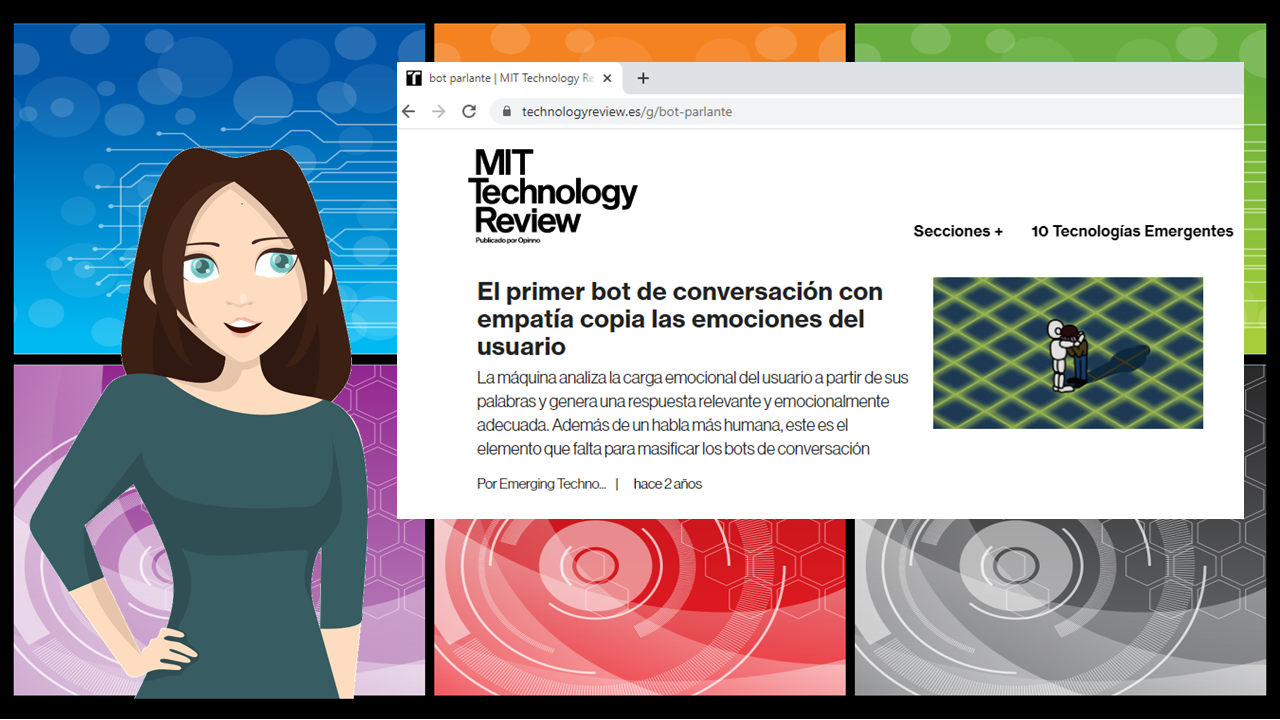 bot parlante | MIT Technology Re
technologyreview.es/g/bot-parlante
MIT
Technology
Review
Publicado por Opinno
Secciones + 10 Tecnologías Emergentes
El primer bot de conversación con
empatía copia las emociones del
usuario
La máquina analiza la carga emocional del usuario a partir de sus
palabras y genera una respuesta relevante y emocionalmente
adecuada. Además de un habla más humana, este es el
elemento que falta para masificar los bots de conversación
Por Emerging Techno... | hace 2 años